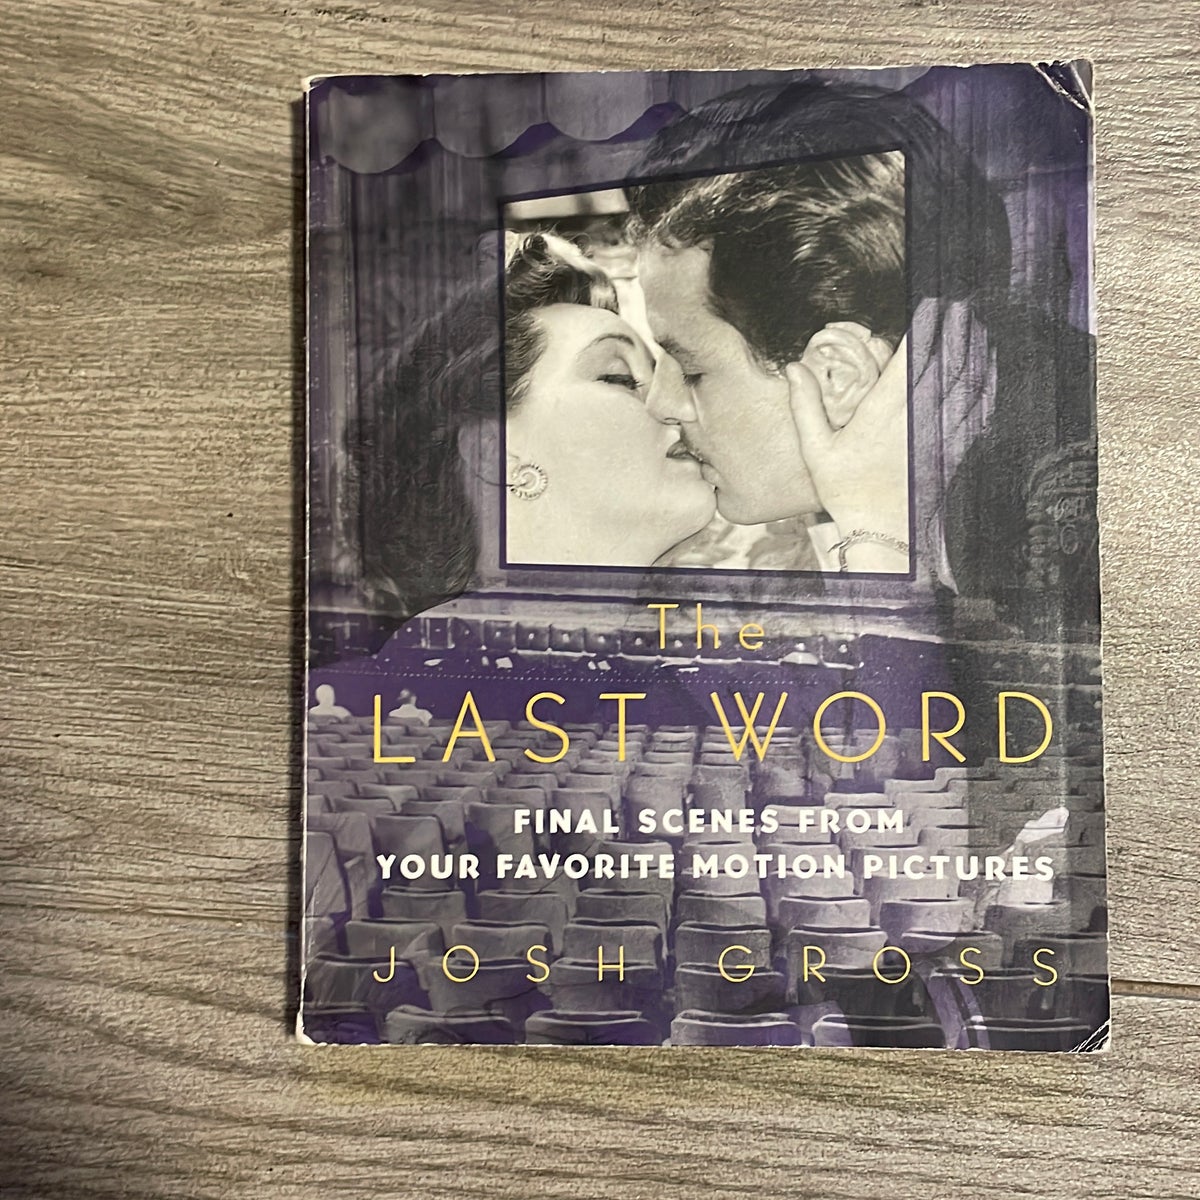 The
LAST WORD
FINAL SCENES FROM
YOUR FAVORITE MOTION PICTURES
JOSH GROSS